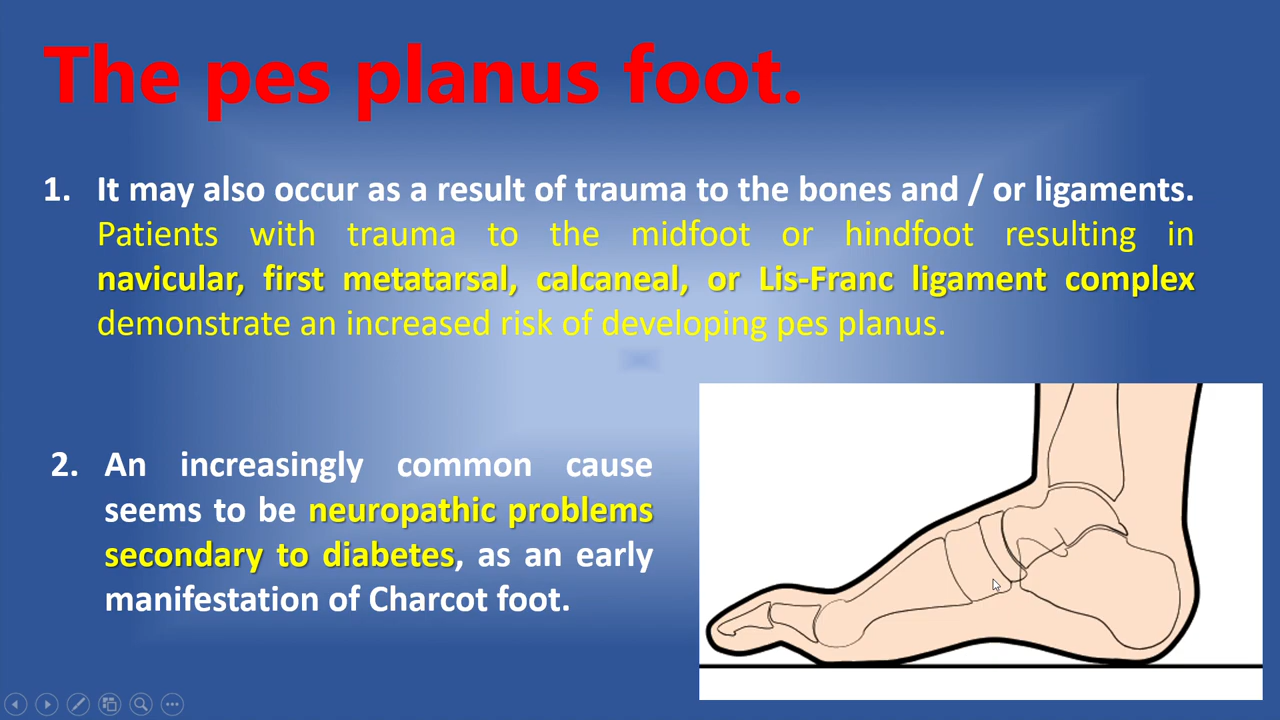 The pes planus foot.
1. It may also occur as a result of trauma to the bones and / or ligaments.
Patients with trauma to the midfoot or hindfoot resulting in
navicular, first metatarsal, calcaneal, or Lis-Franc ligament complex
demonstrate an increased risk of developing pes planus.
2. An increasingly common cause
seems to be neuropathic problems
secondary to diabetes, as an early
manifestation of Charcot foot.